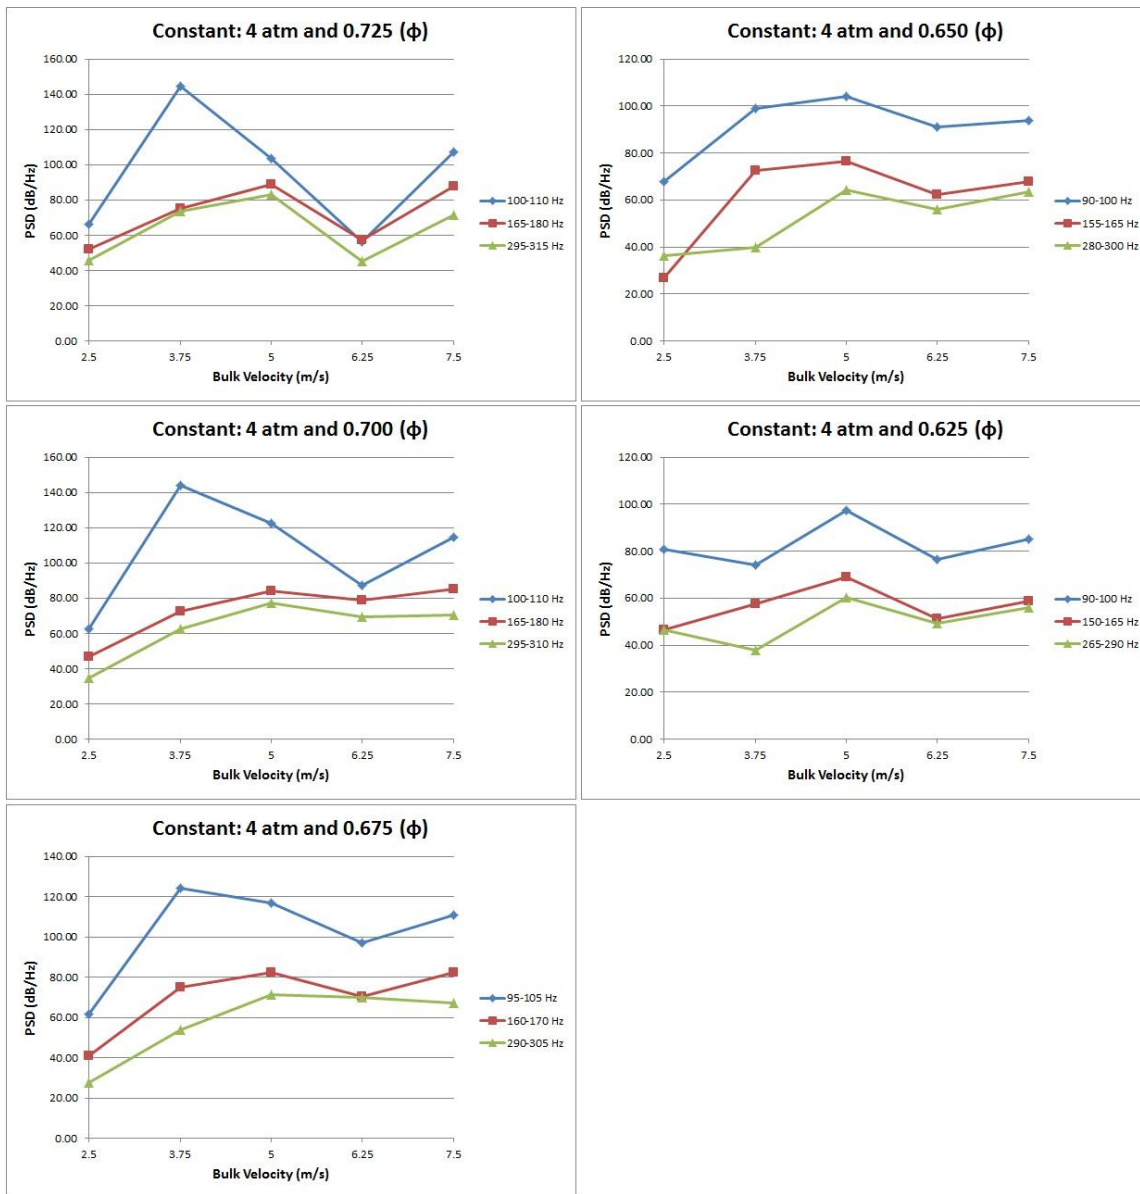 Constant: 4 atm and 0.725 (ϕ)
PSD (dB/Hz)
160.00
140.00
120.00
100.00
80.00
60.00
40.00
20.00
0.00
2.5 3.75 5 6.25 7.5
Bulk Velocity (m/s)
100-110 Hz
165-180 Hz
295-315 Hz
Constant: 4 atm and 0.650 (ϕ)
PSD (dB/Hz)
120.00
100.00
80.00
60.00
40.00
20.00
0.00
2.5 3.75 5 6.25 7.5
Bulk Velocity (m/s)
90-100 Hz
155-165 Hz
280-300 Hz
Constant: 4 atm and 0.700 (ϕ)
PSD (dB/Hz)
160.00
140.00
120.00
100.00
80.00
60.00
40.00
20.00
0.00
2.5 3.75 5 6.25 7.5
Bulk Velocity (m/s)
100-110 Hz
165-180 Hz
295-310 Hz
Constant: 4 atm and 0.625 (ϕ)
PSD (dB/Hz)
120.00
100.00
80.00
60.00
40.00
20.00
0.00
2.5 3.75 5 6.25 7.5
Bulk Velocity (m/s)
90-100 Hz
150-165 Hz
265-290 Hz
Constant: 4 atm and 0.675 (ϕ)
PSD (dB/Hz)
140.00
120.00
100.00
80.00
60.00
40.00
20.00
0.00
2.5 3.75 5 6.25 7.5
Bulk Velocity (m/s)
95-105 Hz
160-170 Hz
290-305 Hz